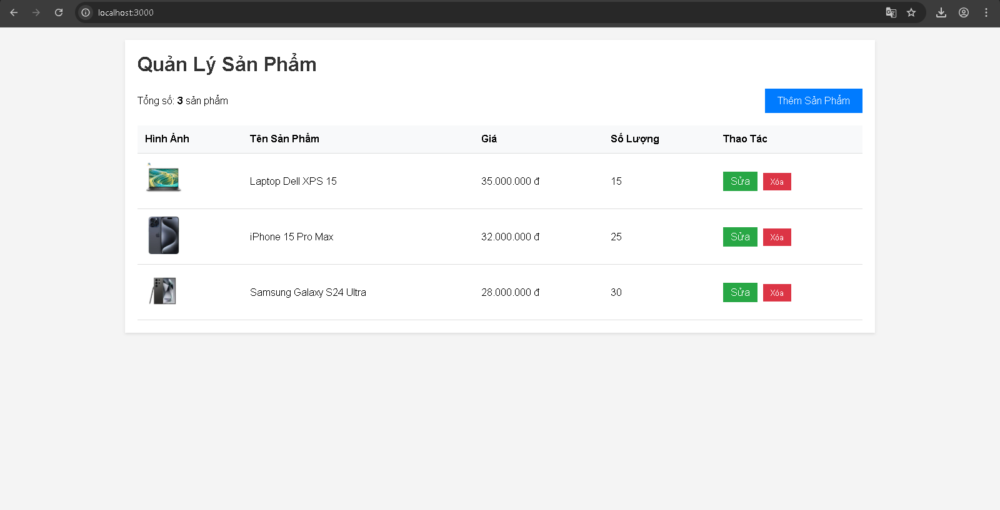 localhost:3000
Quản Lý Sản Phẩm
Tổng số: 3 sản phẩm
Thêm Sản Phẩm
Hình Ảnh Tên Sản Phẩm Giá Số Lượng Thao Tác
Laptop Dell XPS 15 35.000.000 đ 15 Sửa Xóa
iPhone 15 Pro Max 32.000.000 đ 25 Sửa Xóa
Samsung Galaxy S24 Ultra 28.000.000 đ 30 Sửa Xóa